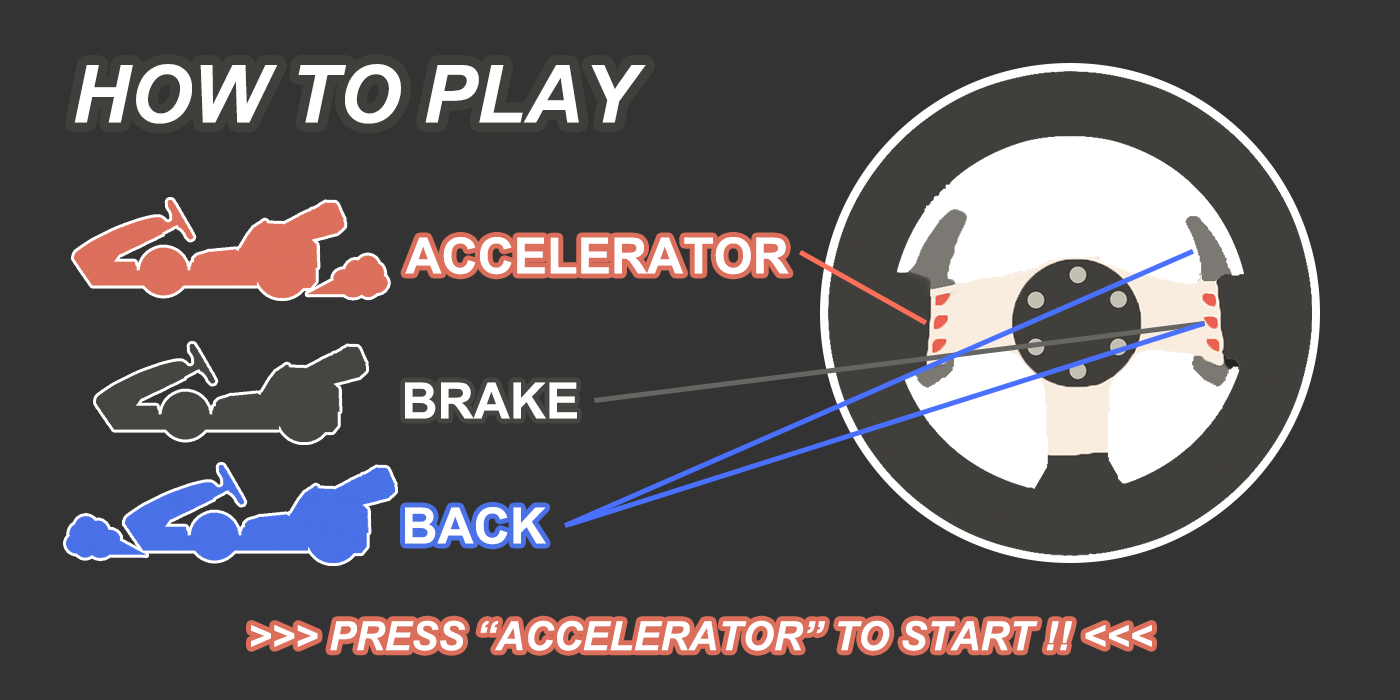 HOW TO PLAY
ACCELERATOR
BRAKE
BACK
>>> PRESS “ACCELERATOR” TO START !! <<<